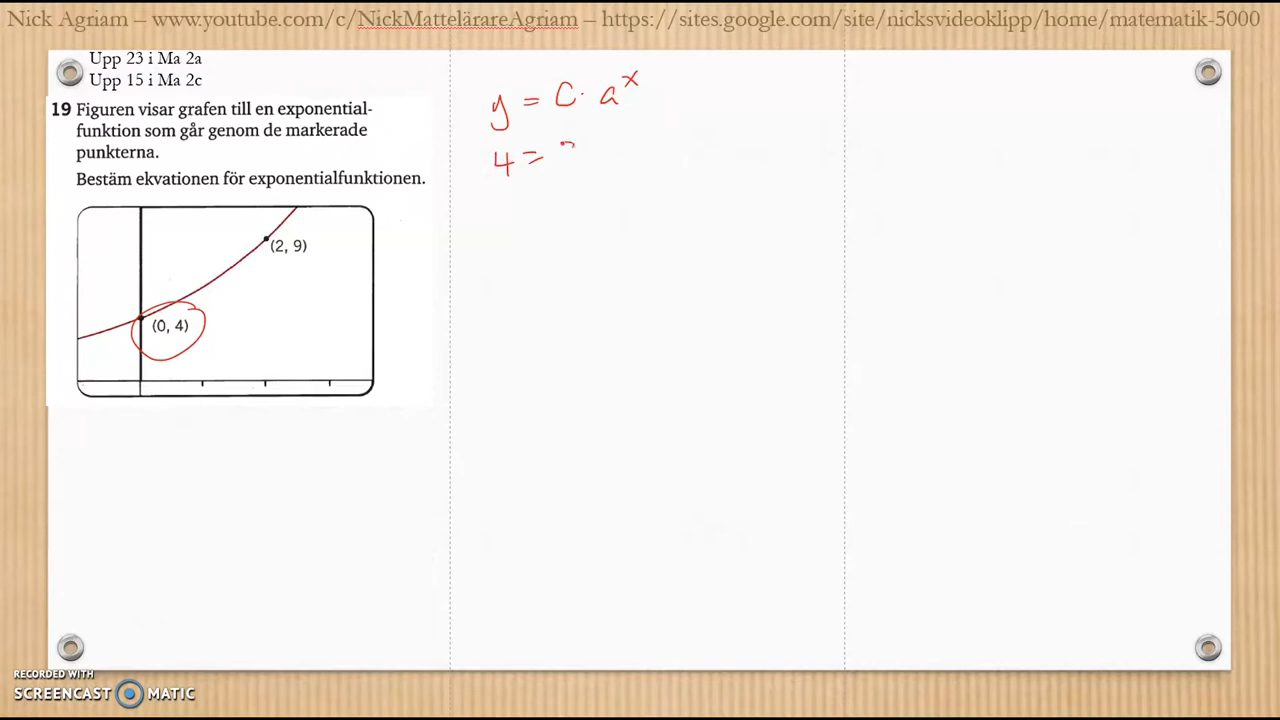 Nick Agriam – www.youtube.com/c/NickMattelärareAgriam – https://sites.google.com/site/nicksvideoklipp/home/matematik-5000
Upp 23 i Ma 2a
Upp 15 i Ma 2c
19 Figuren visar grafen till en exponential-
funktion som går genom de markerade
punkterna.
Bestäm ekvationen för exponentialfunktionen.
(2, 9)
(0, 4)
y = C · a^x
4 =
RECORDED WITH
SCREENCAST MATIC